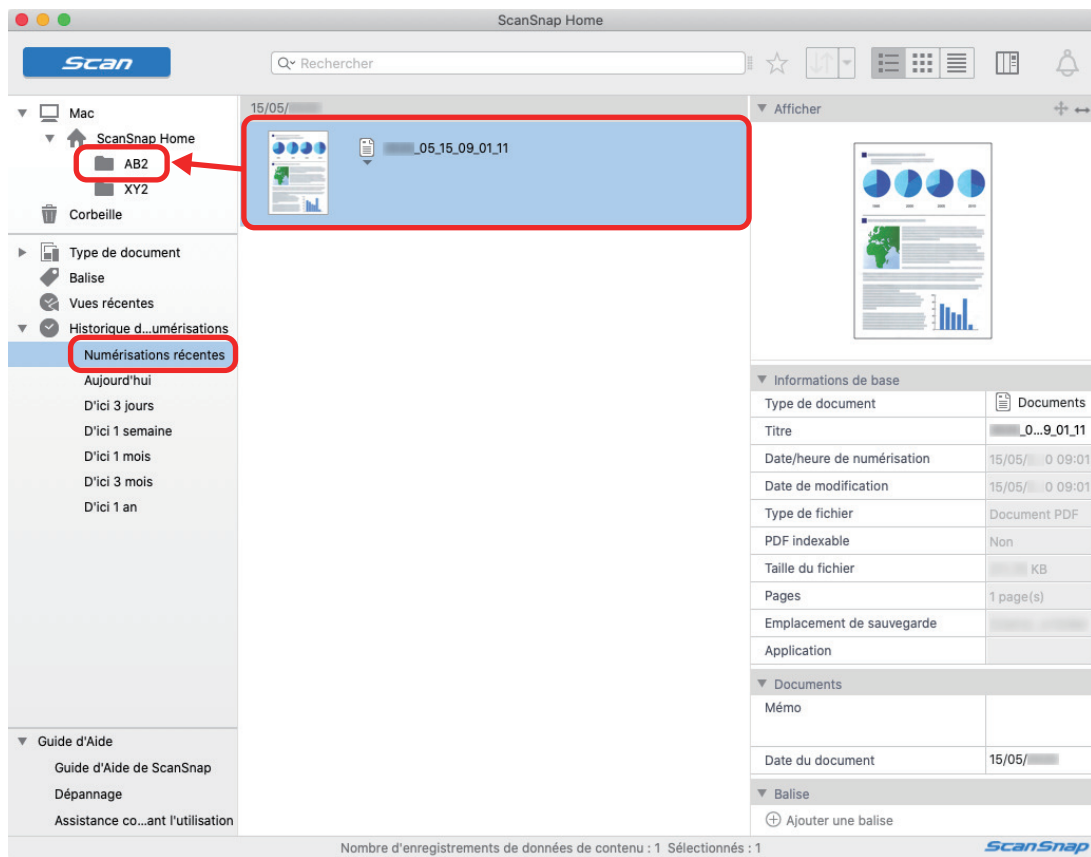 ScanSnap Home
Scan
Rechercher
Mac
ScanSnap Home
AB2
XY2
Corbeille
Type de document
Balise
Vues récentes
Historique d...umérisations
Numérisations récentes
Aujourd'hui
D'ici 3 jours
D'ici 1 semaine
D'ici 1 mois
D'ici 3 mois
D'ici 1 an
Guide d'Aide
Guide d'Aide de ScanSnap
Dépannage
Assistance co...ant l'utilisation
15/05/
_05_15_09_01_11
Afficher
Informations de base
Type de document Documents
Titre _0...9_01_11
Date/heure de numérisation 15/05/ 0 09:01
Date de modification 15/05/ 0 09:01
Type de fichier Document PDF
PDF indexable Non
Taille du fichier KB
Pages 1 page(s)
Emplacement de sauvegarde
Application
Documents
Mémo
Date du document 15/05/
Balise
Ajouter une balise
Nombre d'enregistrements de données de contenu : 1 Sélectionnés : 1
ScanSnap